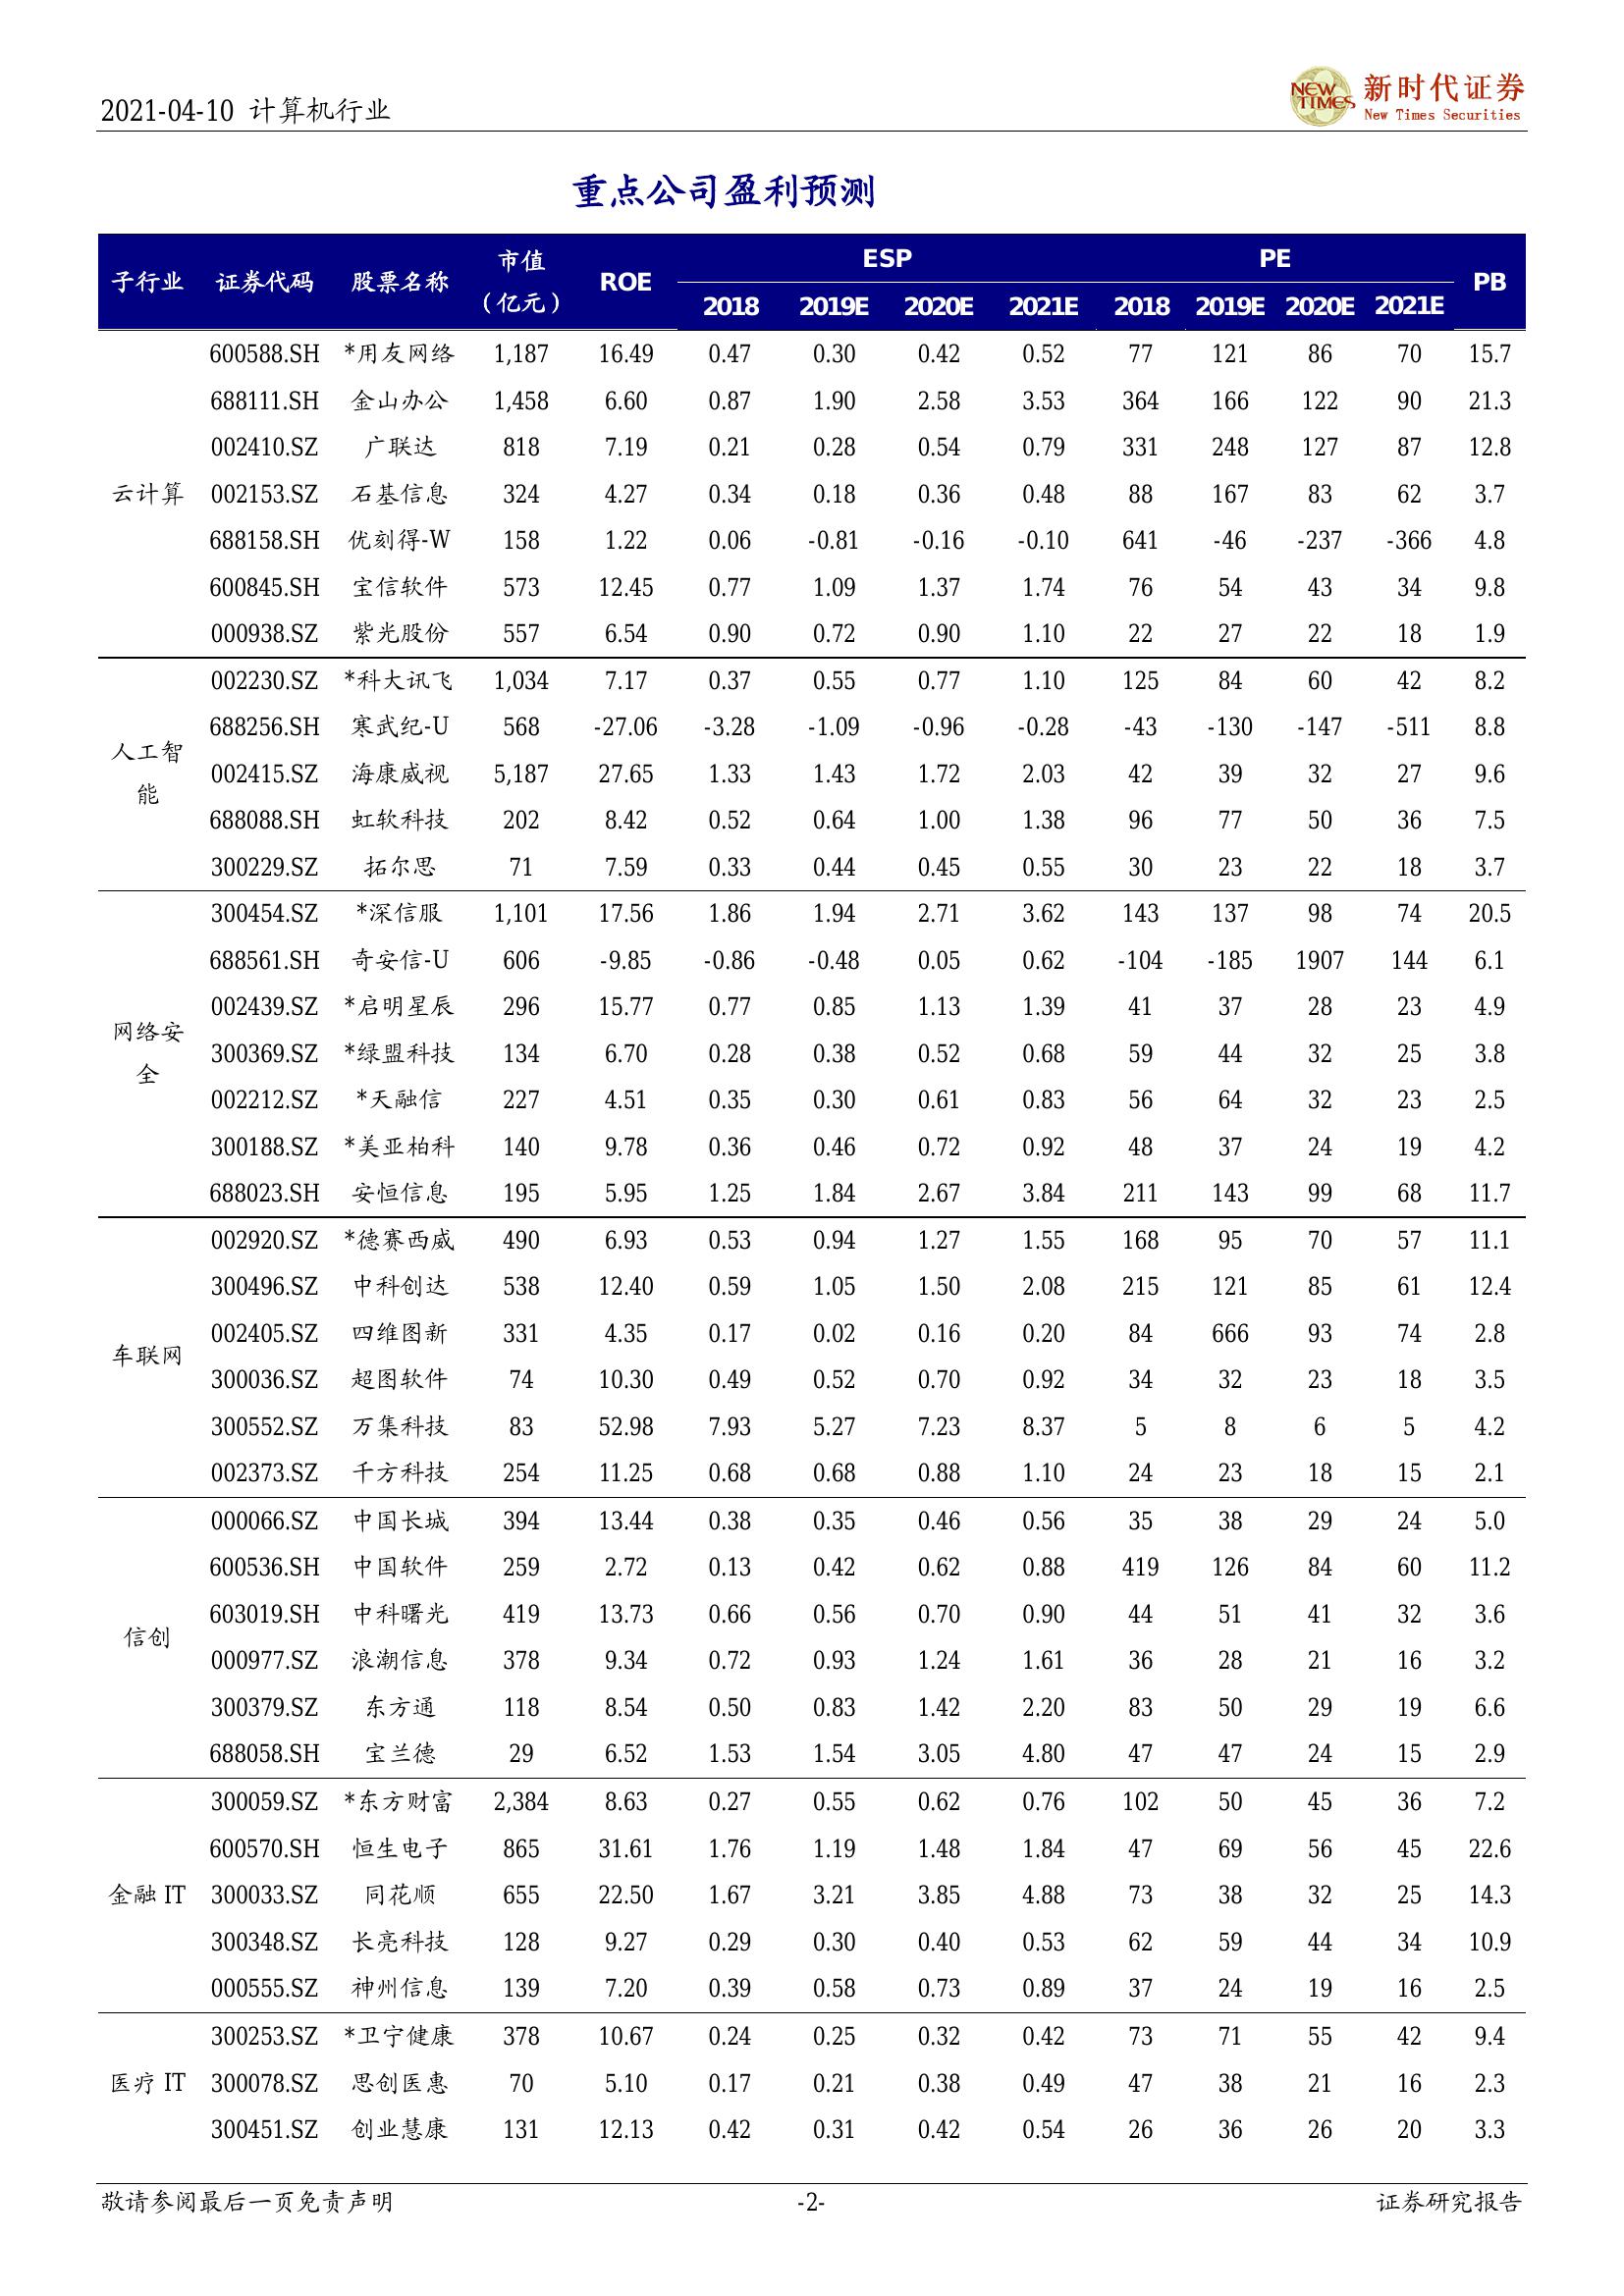 2021-04-10 计算机行业
NEW TIMES 新时代证券
New Times Securities
重点公司盈利预测
子行业 证券代码 股票名称 市值（亿元） ROE ESP PE PB
2018 2019E 2020E 2021E 2018 2019E 2020E 2021E
云计算
600588.SH *用友网络 1,187 16.49 0.47 0.30 0.42 0.52 77 121 86 70 15.7
688111.SH 金山办公 1,458 6.60 0.87 1.90 2.58 3.53 364 166 122 90 21.3
002410.SZ 广联达 818 7.19 0.21 0.28 0.54 0.79 331 248 127 87 12.8
002153.SZ 石基信息 324 4.27 0.34 0.18 0.36 0.48 88 167 83 62 3.7
688158.SH 优刻得-W 158 1.22 0.06 -0.81 -0.16 -0.10 641 -46 -237 -366 4.8
600845.SH 宝信软件 573 12.45 0.77 1.09 1.37 1.74 76 54 43 34 9.8
000938.SZ 紫光股份 557 6.54 0.90 0.72 0.90 1.10 22 27 22 18 1.9
人工智能
002230.SZ *科大讯飞 1,034 7.17 0.37 0.55 0.77 1.10 125 84 60 42 8.2
688256.SH 寒武纪-U 568 -27.06 -3.28 -1.09 -0.96 -0.28 -43 -130 -147 -511 8.8
002415.SZ 海康威视 5,187 27.65 1.33 1.43 1.72 2.03 42 39 32 27 9.6
688088.SH 虹软科技 202 8.42 0.52 0.64 1.00 1.38 96 77 50 36 7.5
300229.SZ 拓尔思 71 7.59 0.33 0.44 0.45 0.55 30 23 22 18 3.7
网络安全
300454.SZ *深信服 1,101 17.56 1.86 1.94 2.71 3.62 143 137 98 74 20.5
688561.SH 奇安信-U 606 -9.85 -0.86 -0.48 0.05 0.62 -104 -185 1907 144 6.1
002439.SZ *启明星辰 296 15.77 0.77 0.85 1.13 1.39 41 37 28 23 4.9
300369.SZ *绿盟科技 134 6.70 0.28 0.38 0.52 0.68 59 44 32 25 3.8
002212.SZ *天融信 227 4.51 0.35 0.30 0.61 0.83 56 64 32 23 2.5
300188.SZ *美亚柏科 140 9.78 0.36 0.46 0.72 0.92 48 37 24 19 4.2
688023.SH 安恒信息 195 5.95 1.25 1.84 2.67 3.84 211 143 99 68 11.7
车联网
002920.SZ *德赛西威 490 6.93 0.53 0.94 1.27 1.55 168 95 70 57 11.1
300496.SZ 中科创达 538 12.40 0.59 1.05 1.50 2.08 215 121 85 61 12.4
002405.SZ 四维图新 331 4.35 0.17 0.02 0.16 0.20 84 666 93 74 2.8
300036.SZ 超图软件 74 10.30 0.49 0.52 0.70 0.92 34 32 23 18 3.5
300552.SZ 万集科技 83 52.98 7.93 5.27 7.23 8.37 5 8 6 5 4.2
002373.SZ 千方科技 254 11.25 0.68 0.68 0.88 1.10 24 23 18 15 2.1
信创
000066.SZ 中国长城 394 13.44 0.38 0.35 0.46 0.56 35 38 29 24 5.0
600536.SH 中国软件 259 2.72 0.13 0.42 0.62 0.88 419 126 84 60 11.2
603019.SH 中科曙光 419 13.73 0.66 0.56 0.70 0.90 44 51 41 32 3.6
000977.SZ 浪潮信息 378 9.34 0.72 0.93 1.24 1.61 36 28 21 16 3.2
300379.SZ 东方通 118 8.54 0.50 0.83 1.42 2.20 83 50 29 19 6.6
688058.SH 宝兰德 29 6.52 1.53 1.54 3.05 4.80 47 47 24 15 2.9
金融 IT
300059.SZ *东方财富 2,384 8.63 0.27 0.55 0.62 0.76 102 50 45 36 7.2
600570.SH 恒生电子 865 31.61 1.76 1.19 1.48 1.84 47 69 56 45 22.6
300033.SZ 同花顺 655 22.50 1.67 3.21 3.85 4.88 73 38 32 25 14.3
300348.SZ 长亮科技 128 9.27 0.29 0.30 0.40 0.53 62 59 44 34 10.9
000555.SZ 神州信息 139 7.20 0.39 0.58 0.73 0.89 37 24 19 16 2.5
医疗 IT
300253.SZ *卫宁健康 378 10.67 0.24 0.25 0.32 0.42 73 71 55 42 9.4
300078.SZ 思创医惠 70 5.10 0.17 0.21 0.38 0.49 47 38 21 16 2.3
300451.SZ 创业慧康 131 12.13 0.42 0.31 0.42 0.54 26 36 26 20 3.3
敬请参阅最后一页免责声明 -2- 证券研究报告